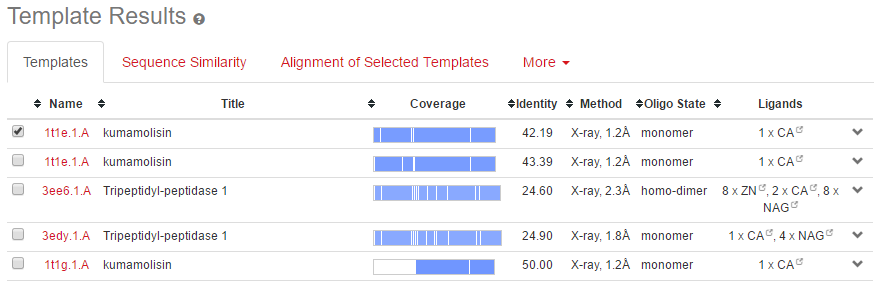 Template Results ?
Templates Sequence Similarity Alignment of Selected Templates More
Name Title Coverage Identity Method Oligo State Ligands
1t1e.1.A kumamolisin 42.19 X-ray, 1.2Å monomer 1 x CA
1t1e.1.A kumamolisin 43.39 X-ray, 1.2Å monomer 1 x CA
3ee6.1.A Tripeptidyl-peptidase 1 24.60 X-ray, 2.3Å homo-dimer 8 x ZN, 2 x CA, 8 x
NAG
3edy.1.A Tripeptidyl-peptidase 1 24.90 X-ray, 1.8Å monomer 1 x CA, 4 x NAG
1t1g.1.A kumamolisin 50.00 X-ray, 1.2Å monomer 1 x CA